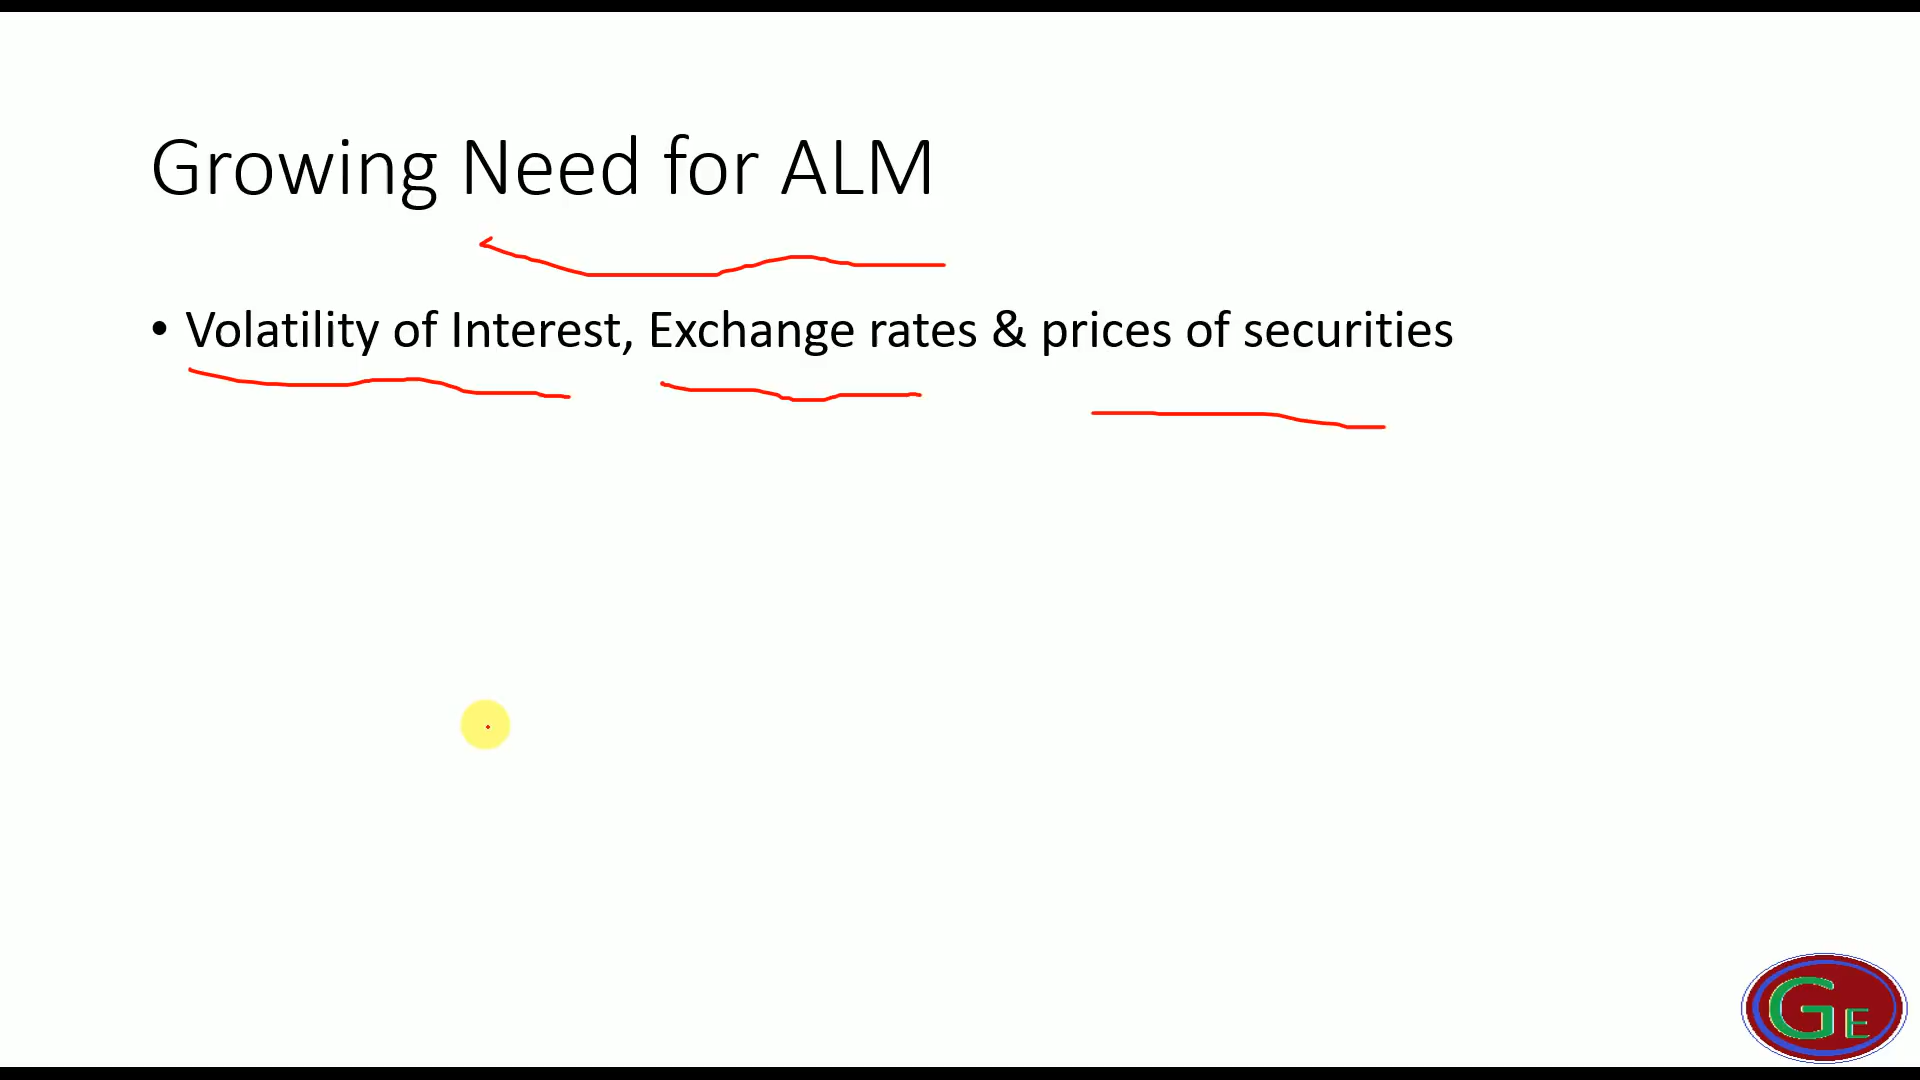 Growing Need for ALM
• Volatility of Interest, Exchange rates & prices of securities
GE